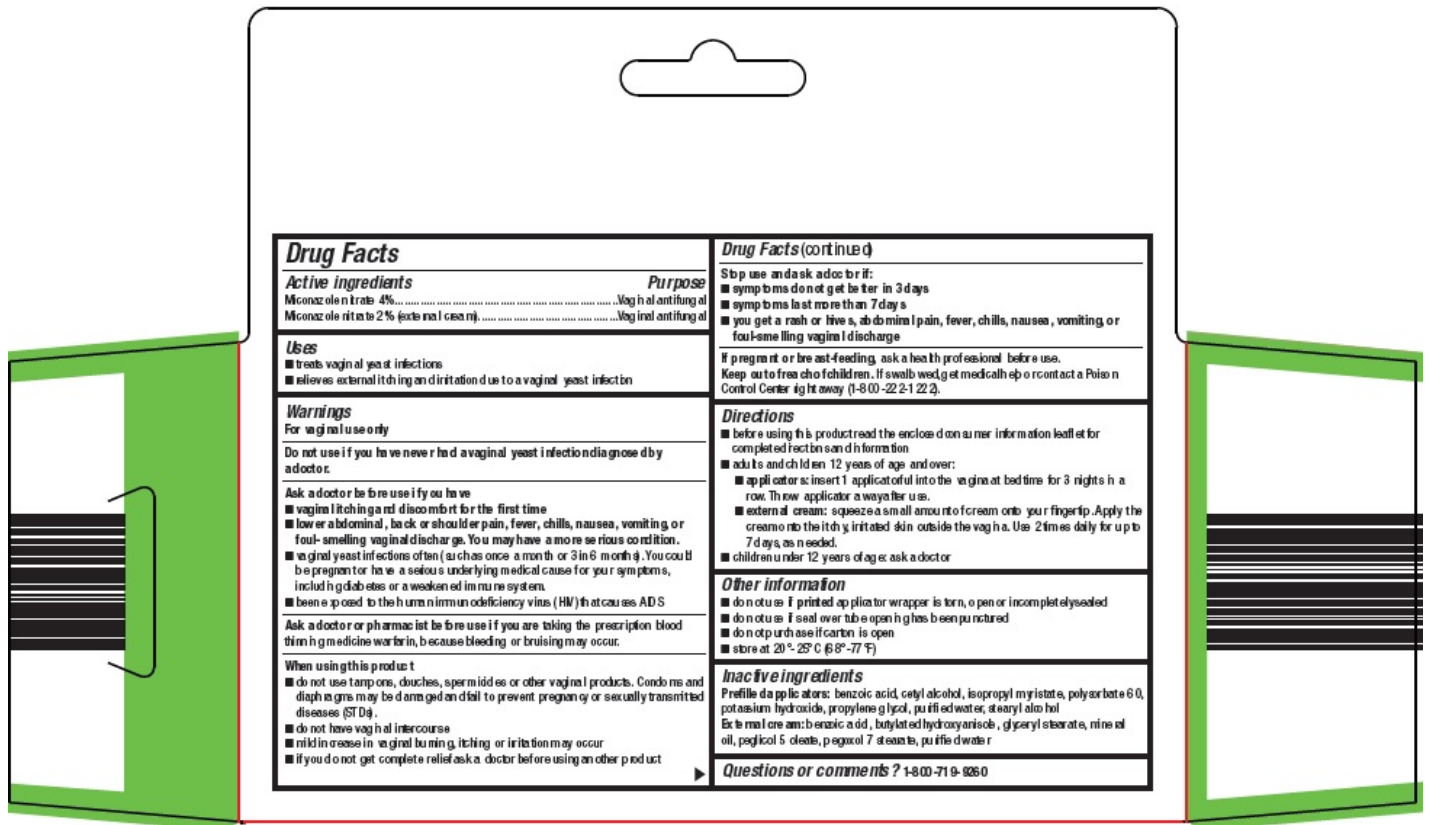 Drug Facts
Active ingredients Purpose
Miconazole nitrate 4%......................................................................Vaginal antifungal
Miconazole nitrate 2% (external cream)............................................Vaginal antifungal
Uses
■ treats vaginal yeast infections
■ relieves external itching and irritation due to a vaginal yeast infection
Warnings
For vaginal use only
Do not use if you have never had a vaginal yeast infection diagnosed by
a doctor.
Ask a doctor before use if you have
■ vaginal itching and discomfort for the first time
■ lower abdominal, back or shoulder pain, fever, chills, nausea, vomiting, or
foul-smelling vaginal discharge. You may have a more serious condition.
■ vaginal yeast infections often (such as once a month or 3 in 6 months). You could
be pregnant or have a serious underlying medical cause for your symptoms,
including diabetes or a weakened immune system.
■ been exposed to the human immunodeficiency virus (HIV) that causes AIDS
Ask a doctor or pharmacist before use if you are taking the prescription blood
thinning medicine warfarin, because bleeding or bruising may occur.
When using this product
■ do not use tampons, douches, spermicides or other vaginal products. Condoms and
diaphragms may be damaged and fail to prevent pregnancy or sexually transmitted
diseases (STDs).
■ do not have vaginal intercourse
■ mild increase in vaginal burning, itching or irritation may occur
■ if you do not get complete relief ask a doctor before using another product
Drug Facts (continued)
Stop use and ask a doctor if:
■ symptoms do not get better in 3 days
■ symptoms last more than 7 days
■ you get a rash or hives, abdominal pain, fever, chills, nausea, vomiting, or
foul-smelling vaginal discharge
If pregnant or breast-feeding, ask a health professional before use.
Keep out of reach of children. If swallowed, get medical help or contact a Poison
Control Center right away (1-800-222-1222).
Directions
■ before using this product read the enclosed consumer information leaflet for
complete directions and information
■ adults and children 12 years of age and over:
■ applicators: insert 1 applicatorful into the vagina at bedtime for 3 nights in a
row. Throw applicator away after use.
■ external cream: squeeze a small amount of cream onto your fingertip. Apply the
cream onto the itchy, irritated skin outside the vagina. Use 2 times daily for up to
7 days, as needed.
■ children under 12 years of age: ask a doctor
Other information
■ do not use if printed applicator wrapper is torn, open or incompletely sealed
■ do not use if seal over tube opening has been punctured
■ do not purchase if carton is open
■ store at 20°-25°C (68°-77°F)
Inactive ingredients
Prefilled applicators: benzoic acid, cetyl alcohol, isopropyl myristate, polysorbate 60,
potassium hydroxide, propylene glycol, purified water, stearyl alcohol
External cream: benzoic acid, butylated hydroxyanisole, glyceryl stearate, mineral
oil, peglicol 5 oleate, pegoxol 7 stearate, purified water
Questions or comments? 1-800-719-9260